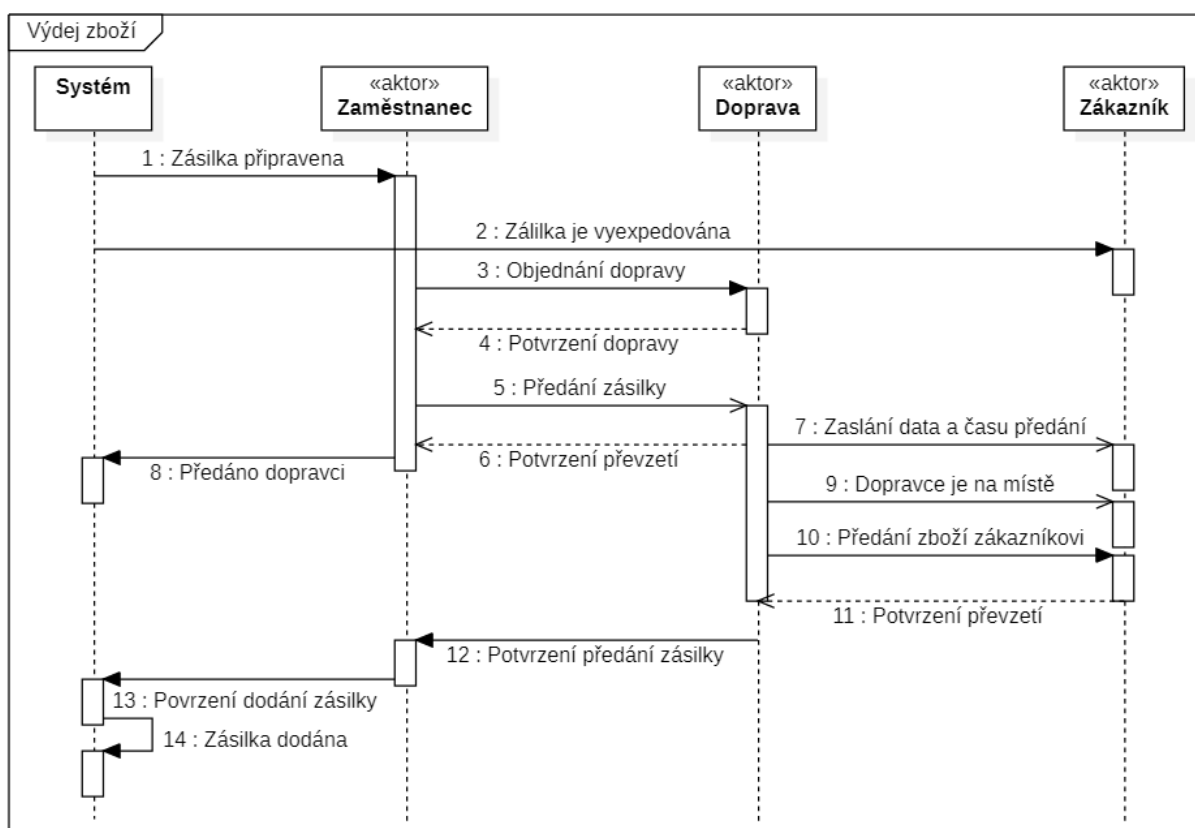 Výdej zboží
Systém
«aktor»
Zaměstnanec
«aktor»
Doprava
«aktor»
Zákazník
1 : Zásilka připravena
2 : Zálilka je vyexpedována
3 : Objednání dopravy
4 : Potvrzení dopravy
5 : Předání zásilky
7 : Zaslání data a času předání
6 : Potvrzení převzetí
8 : Předáno dopravci
9 : Dopravce je na místě
10 : Předání zboží zákazníkovi
11 : Potvrzení převzetí
12 : Potvrzení předání zásilky
13 : Povrzení dodání zásilky
14 : Zásilka dodána